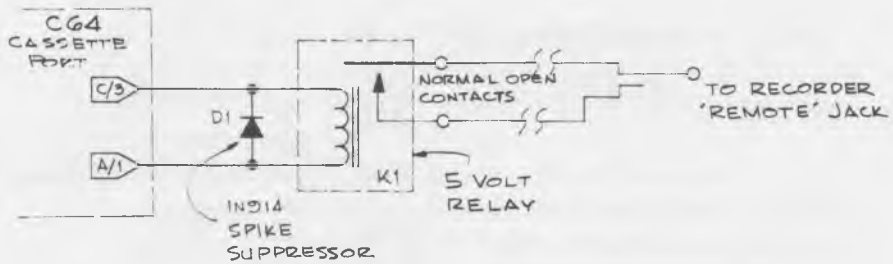 C64
CASSETTE
PORT
C/3
D1
A/1
1N914
SPIKE
SUPPRESSOR
NORMAL OPEN
CONTACTS
K1
5 VOLT
RELAY
TO RECORDER
'REMOTE' JACK